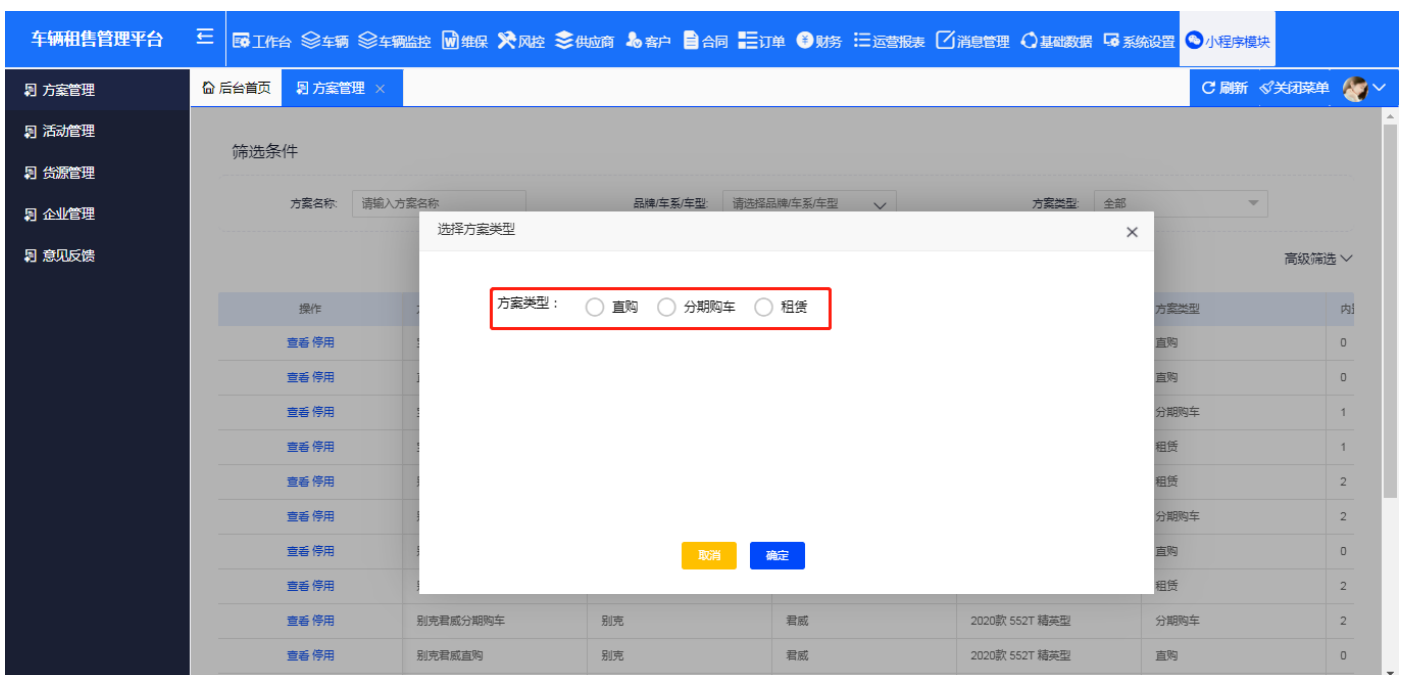 车辆租售管理平台 工作台 车辆 车辆监控 维保 风控 供应商 客户 合同 订单 财务 运营报表 消息管理 基础数据 系统设置 小程序模块
方案管理 后台首页 方案管理 刷新 关闭菜单
活动管理
货源管理
企业管理
意见反馈
筛选条件
方案名称: 请输入方案名称 品牌/车系/车型: 请选择品牌/车系/车型 方案类型: 全部
选择方案类型
高级筛选
方案类型： 直购 分期购车 租赁
操作 方案类型
查看 停用 直购 0
查看 停用 直购 0
查看 停用 分期购车 1
查看 停用 租赁 1
查看 停用 租赁 2
查看 停用 分期购车 2
查看 停用 直购 0
取消 确定
查看 停用 租赁 2
查看 停用 别克君威分期购车 别克 君威 2020款 552T 精英型 分期购车 2
查看 停用 别克君威直购 别克 君威 2020款 552T 精英型 直购 0